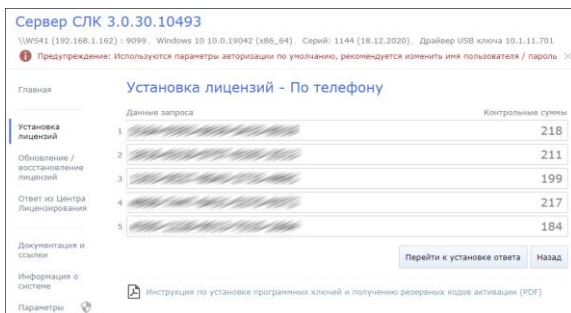 Сервер СЛК 3.0.30.10493
\\WS41 (192.168.1.162) : 9099, Windows 10 10.0.19042 (x86_64), Серий: 1144 (18.12.2020), Драйвер USB ключа 10.1.11.701
Предупреждение: Используются параметры авторизации по умолчанию, рекомендуется изменить имя пользователя / пароль
Главная
Установка лицензий - По телефону
Данные запроса Контрольные суммы
Установка
лицензий
1 218
2 211
3 199
4 217
5 184
Обновление /
восстановление
лицензий
Ответ из Центра
Лицензирования
Перейти к установке ответа Назад
Документация и
ссылки
Информация о
системе
Параметры
Инструкция по установке программных ключей и получению резервных кодов активации (PDF)